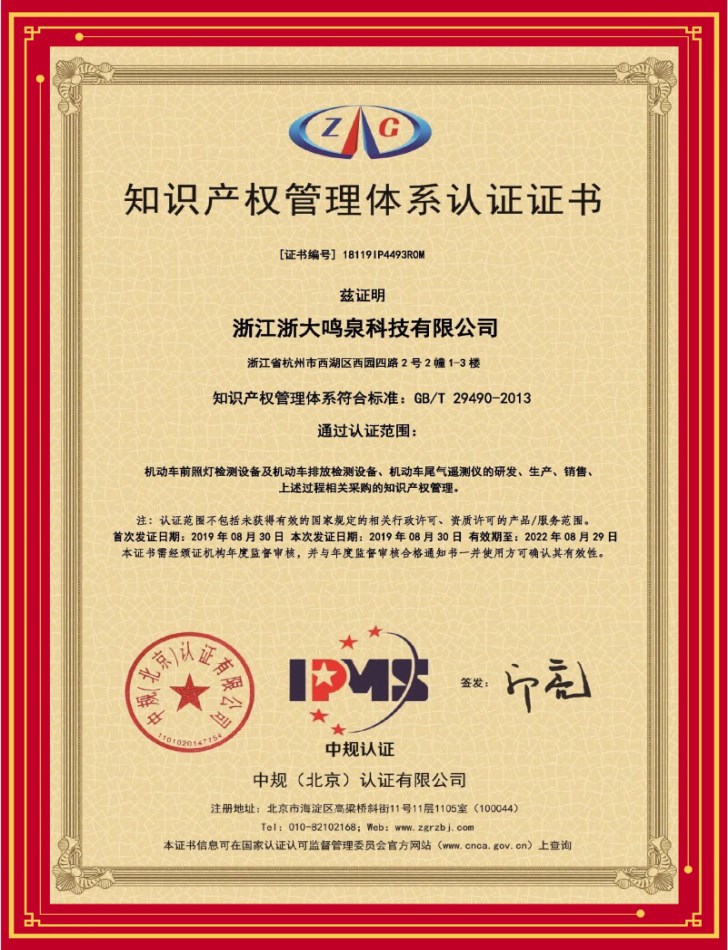 Z G
知识产权管理体系认证证书
[证书编号] 18119IP4493R0M
兹证明
浙江浙大鸣泉科技有限公司
浙江省杭州市西湖区西园四路2号2幢1-3楼
知识产权管理体系符合标准：GB/T 29490-2013
通过认证范围：
机动车前照灯检测设备及机动车排放检测设备、机动车尾气遥测仪的研发、生产、销售、
上述过程相关采购的知识产权管理。
注：认证范围不包括未获得有效的国家规定的相关行政许可、资质许可的产品/服务范围。
首次发证日期：2019年08月30日 本次发证日期：2019年08月30日 有效期至：2022年08月29日
本证书需经颁证机构年度监督审核，并与年度监督审核合格通知书一并使用方可确认其有效性。
中规(北京)认证有限公司
1101020147754
IPMS
中规认证
签发：
中规（北京）认证有限公司
注册地址：北京市海淀区高梁桥斜街11号11层1105室（100044）
Tel：010-82102168；Web：www.zgrzbj.com
本证书信息可在国家认证认可监督管理委员会官方网站（www.cnca.gov.cn）上查询